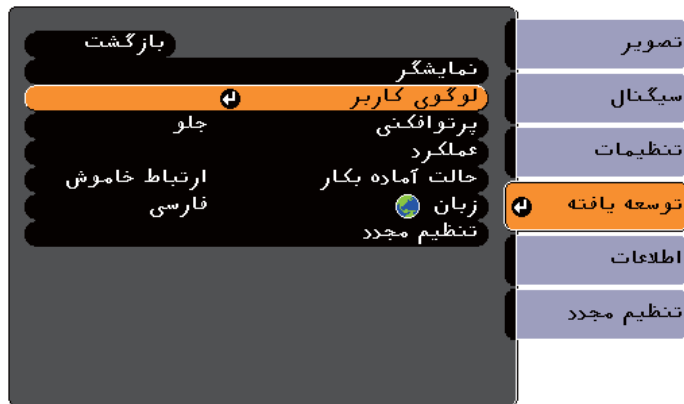 تصویر
سیگنال
تنظیمات
توسعه یافته
اطلاعات
تنظیم مجدد
بازگشت
نمایشگر
لوگوی کاربر
پرتوافکنی جلو
عملکرد
حالت آماده بکار ارتباط خاموش
زبان فارسی
تنظیم مجدد